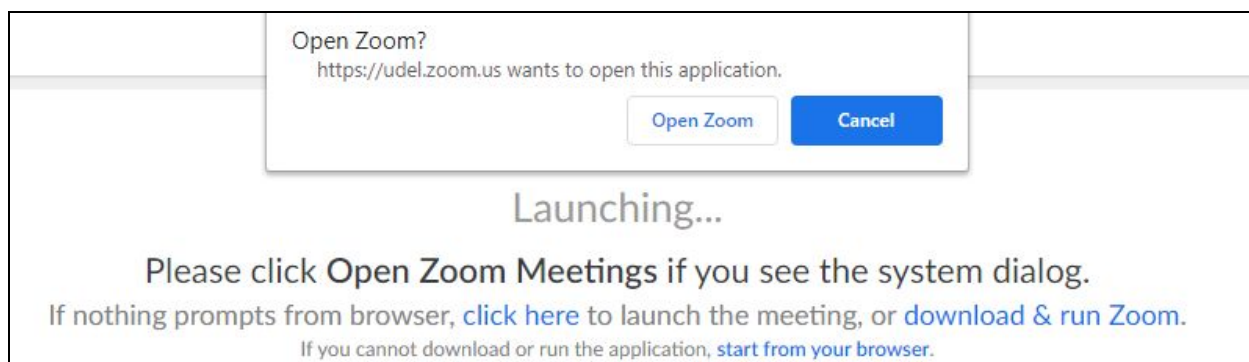 Open Zoom?
https://udel.zoom.us wants to open this application.
Open Zoom Cancel
Launching...
Please click Open Zoom Meetings if you see the system dialog.
If nothing prompts from browser, click here to launch the meeting, or download & run Zoom.
If you cannot download or run the application, start from your browser.